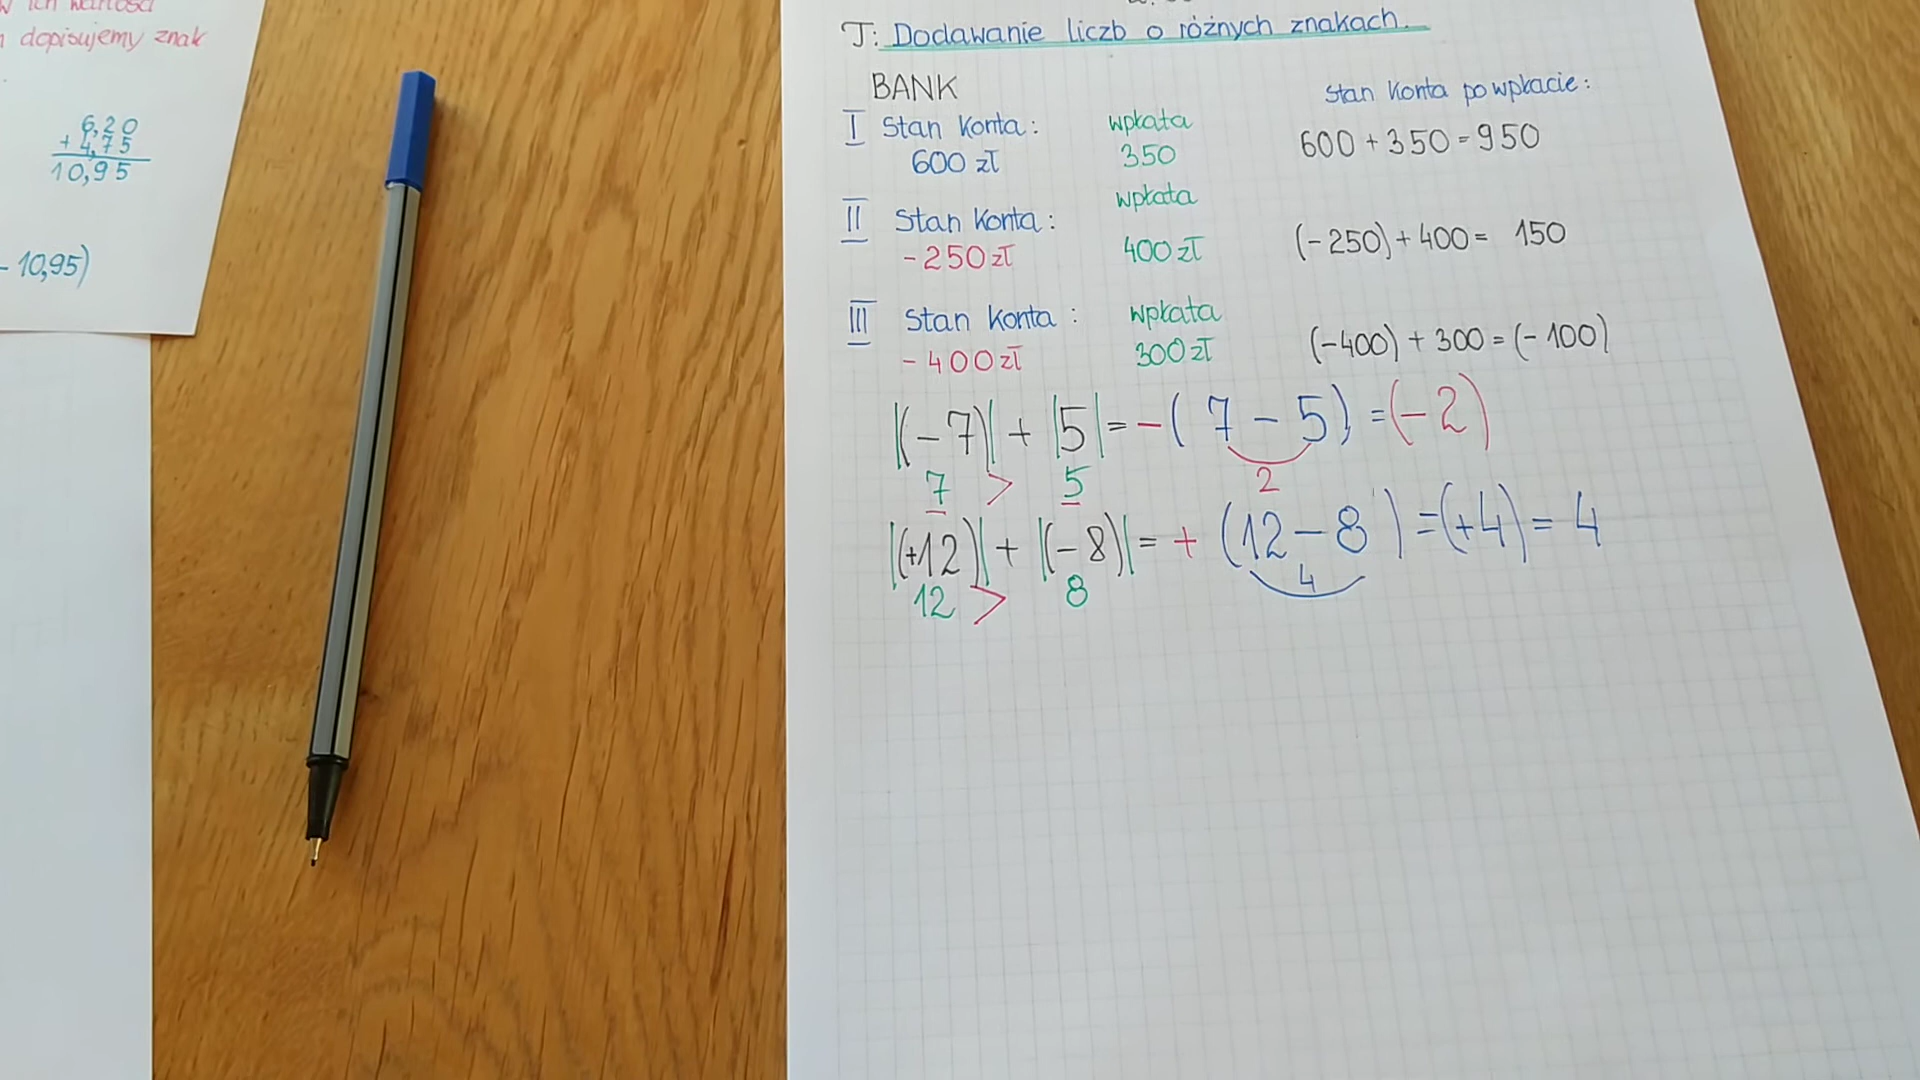 dopisujemy znak
6,20
+ 4,75
10,95
- 10,95)
T: Dodawanie liczb o różnych znakach.
BANK
Stan konta po wpłacie:
I Stan konta: wpłata
600 zł 350 600 + 350 = 950
II Stan konta: wpłata
-250 zł 400 zł (-250) + 400 = 150
III Stan konta: wpłata
-400 zł 300 zł (-400) + 300 = (-100)
|(-7)| + |5| = -(7 - 5) = (-2)
7 > 5 2
|(+12)| + |(-8)| = + (12 - 8) = (+4) = 4
12 > 8 4